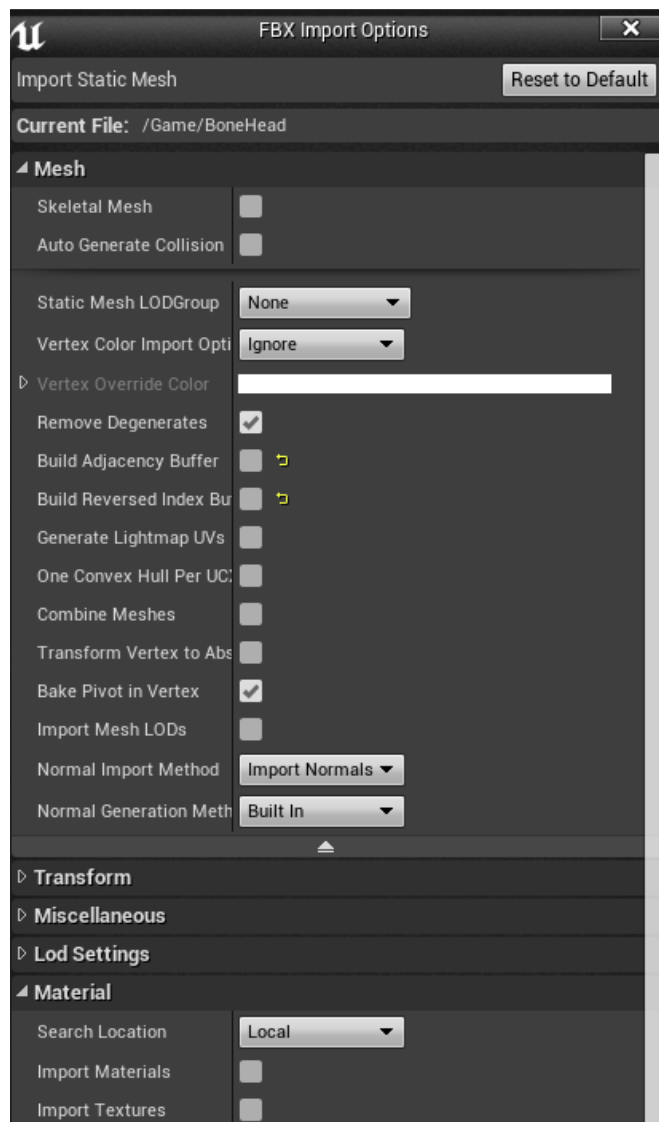 FBX Import Options
Import Static Mesh Reset to Default
Current File: /Game/BoneHead
Mesh
Skeletal Mesh
Auto Generate Collision
Static Mesh LODGroup None
Vertex Color Import Opti Ignore
Vertex Override Color
Remove Degenerates
Build Adjacency Buffer
Build Reversed Index Bu
Generate Lightmap UVs
One Convex Hull Per UC
Combine Meshes
Transform Vertex to Abs
Bake Pivot in Vertex
Import Mesh LODs
Normal Import Method Import Normals
Normal Generation Meth Built In
Transform
Miscellaneous
Lod Settings
Material
Search Location Local
Import Materials
Import Textures